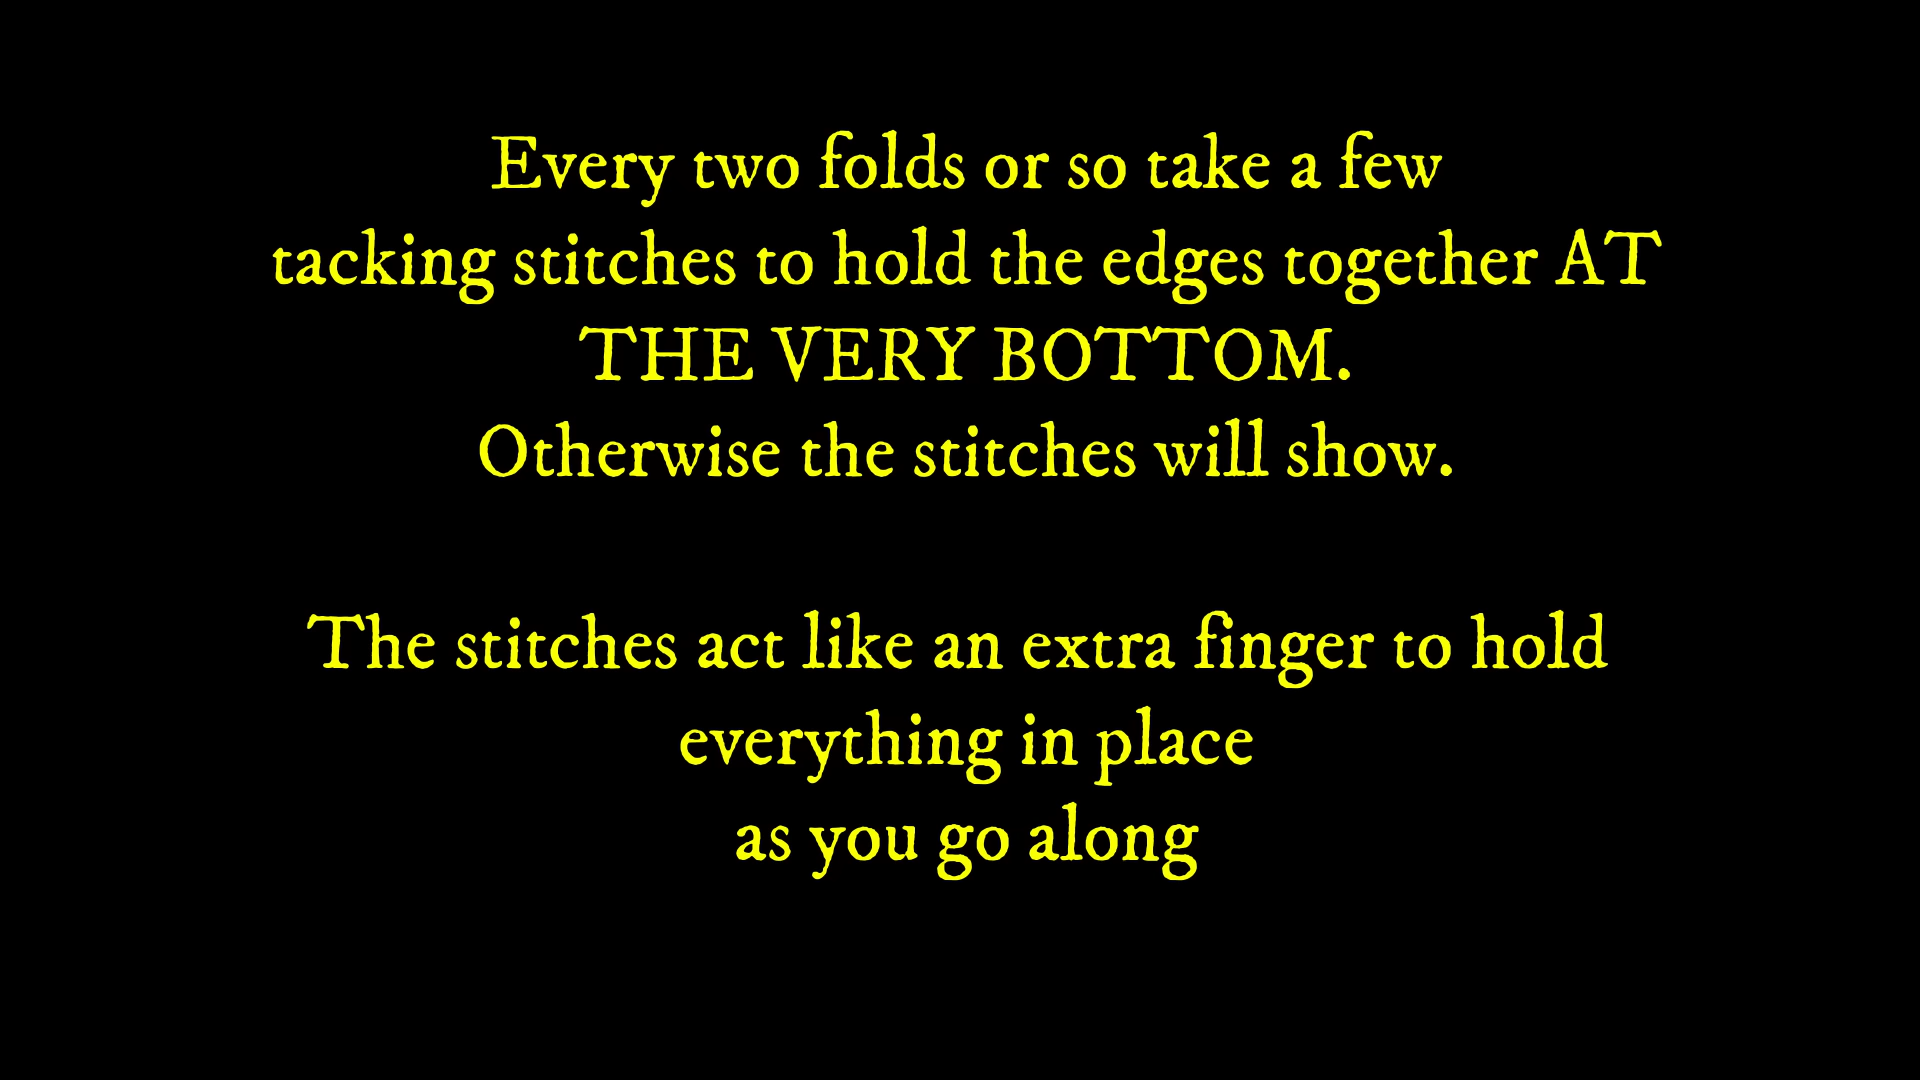 Every two folds or so take a few
tacking stitches to hold the edges together AT
THE VERY BOTTOM.
Otherwise the stitches will show.
The stitches act like an extra finger to hold
everything in place
as you go along